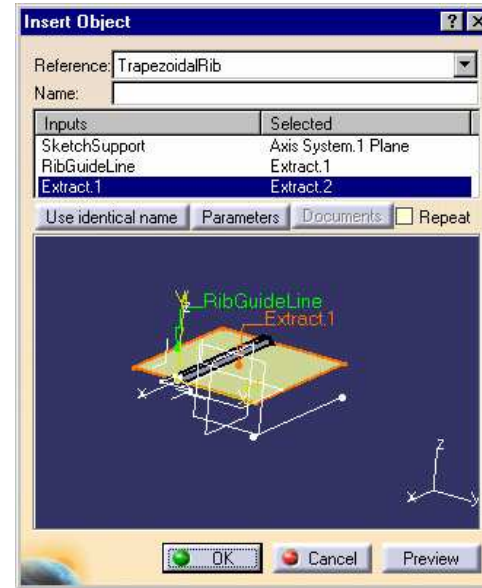 Insert Object
Reference: TrapezoidalRib
Name:
Inputs Selected
SketchSupport Axis System.1 Plane
RibGuideLine Extract.1
Extract.1 Extract.2
Use identical name Parameters Documents Repeat
RibGuideLine
Extract.1
x
z
x y
OK Cancel Preview